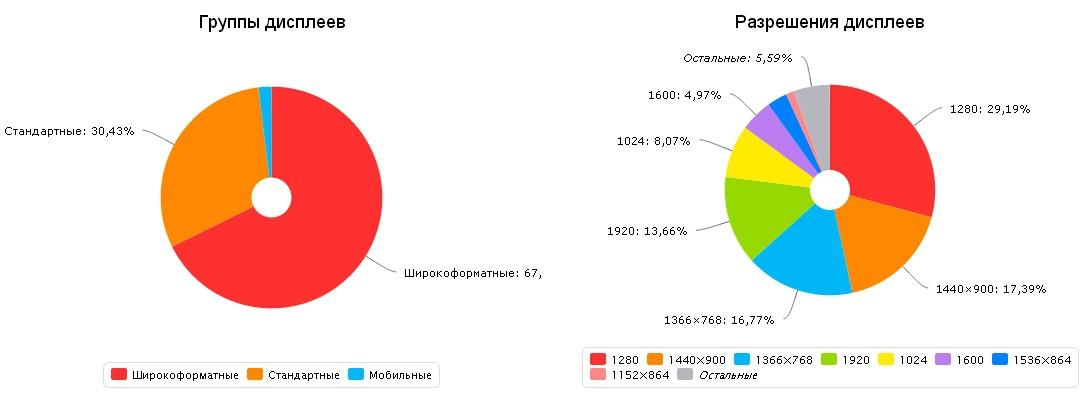 Группы дисплеев
Стандартные: 30,43%
Широкоформатные: 67,
Широкоформатные Стандартные Мобильные
Разрешения дисплеев
Остальные: 5,59%
1600: 4,97%
1280: 29,19%
1024: 8,07%
1920: 13,66%
1440×900: 17,39%
1366×768: 16,77%
1280 1440×900 1366×768 1920 1024 1600 1536×864
1152×864 Остальные